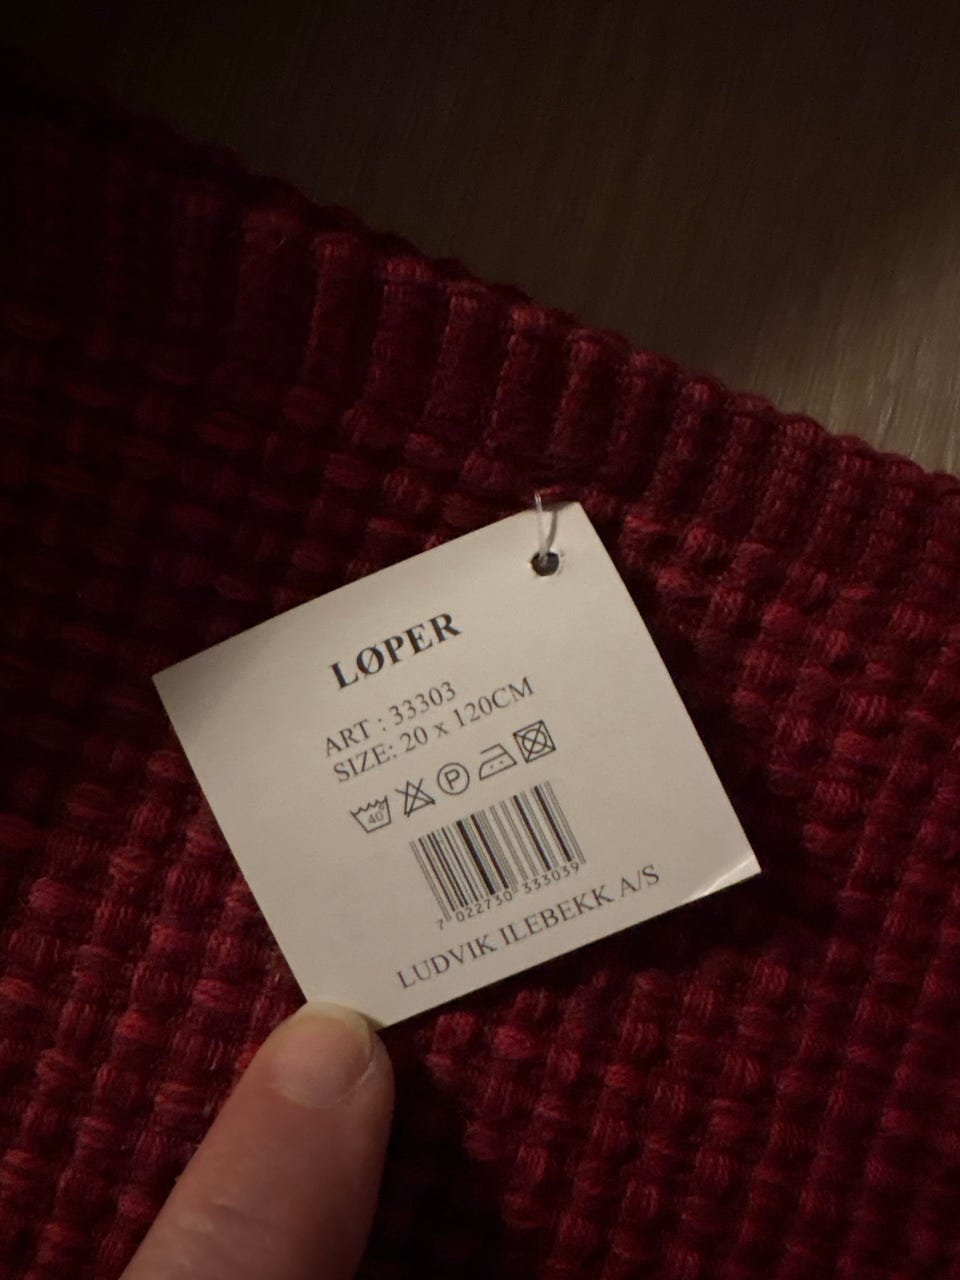 LØPER
ART : 33303
SIZE: 20 x 120CM
40 P
7 022730 333039
LUDVIK ILEBEKK A/S